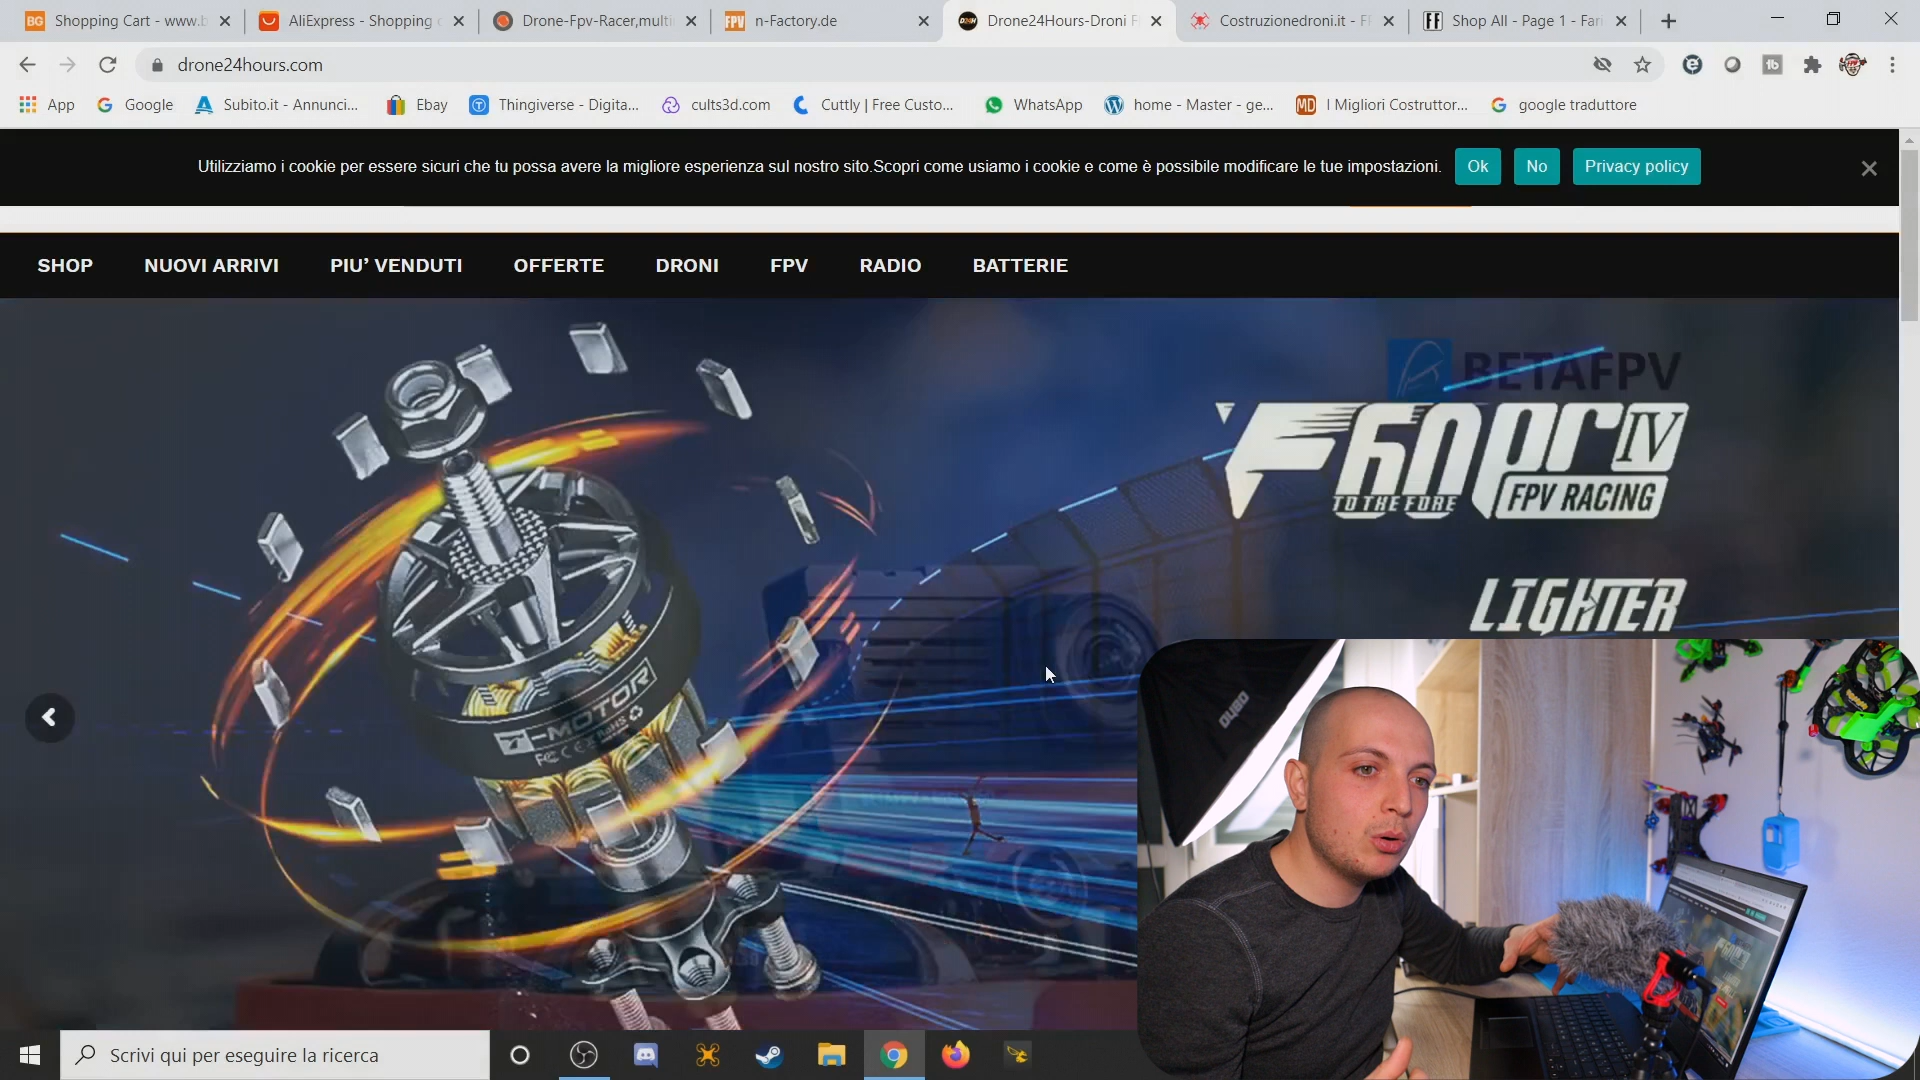 Shopping Cart - www.b
AliExpress - Shopping c
Drone-Fpv-Racer,multi
n-Factory.de
Drone24Hours-Droni F
Costruzionedroni.it - F
Shop All - Page 1 - Far
drone24hours.com
App
Google
Subito.it - Annunci...
Ebay
Thingiverse - Digita...
cults3d.com
Cuttly | Free Custo...
WhatsApp
home - Master - ge...
I Migliori Costruttor...
google traduttore
Utilizziamo i cookie per essere sicuri che tu possa avere la migliore esperienza sul nostro sito.Scopri come usiamo i cookie e come è possibile modificare le tue impostazioni.
Ok
No
Privacy policy
SHOP
NUOVI ARRIVI
PIU' VENDUTI
OFFERTE
DRONI
FPV
RADIO
BATTERIE
BETAFPV
F60PRO IV
TO THE FORE
FPV RACING
LIGHTER
T-MOTOR
FC CE RoHS
DUBO
Scrivi qui per eseguire la ricerca